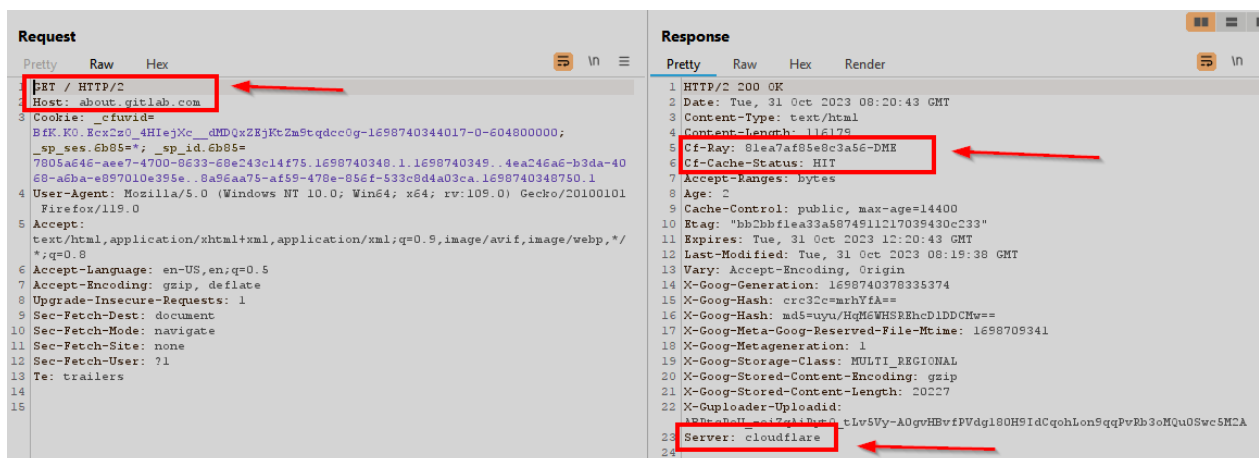 Request
Pretty Raw Hex \n
1 GET / HTTP/2
2 Host: about.gitlab.com
3 Cookie: _cfuvid=
BfK.K0.Ecx2z0_4HIejXc__dMDQxZEjKtZm9tqdcc0g-1698740344017-0-604800000;
_sp_ses.6b85=*; _sp_id.6b85=
7805a646-aee7-4700-8633-68e243c14f75.1698740348.1.1698740349..4ea246a6-b3da-40
68-a6ba-e897010e395e..8a96aa75-af59-478e-856f-533c8d4a03ca.1698740348750.1
4 User-Agent: Mozilla/5.0 (Windows NT 10.0; Win64; x64; rv:109.0) Gecko/20100101
Firefox/119.0
5 Accept:
text/html,application/xhtml+xml,application/xml;q=0.9,image/avif,image/webp,*/
*;q=0.8
6 Accept-Language: en-US,en;q=0.5
7 Accept-Encoding: gzip, deflate
8 Upgrade-Insecure-Requests: 1
9 Sec-Fetch-Dest: document
10 Sec-Fetch-Mode: navigate
11 Sec-Fetch-Site: none
12 Sec-Fetch-User: ?1
13 Te: trailers
14
15
Response
Pretty Raw Hex Render \n
1 HTTP/2 200 OK
2 Date: Tue, 31 Oct 2023 08:20:43 GMT
3 Content-Type: text/html
4 Content-Length: 116179
5 Cf-Ray: 81ea7af85e8c3a56-DME
6 Cf-Cache-Status: HIT
7 Accept-Ranges: bytes
8 Age: 2
9 Cache-Control: public, max-age=14400
10 Etag: "bb2bbf1ea33a5874911217039430c233"
11 Expires: Tue, 31 Oct 2023 12:20:43 GMT
12 Last-Modified: Tue, 31 Oct 2023 08:19:38 GMT
13 Vary: Accept-Encoding, Origin
14 X-Goog-Generation: 1698740378335374
15 X-Goog-Hash: crc32c=mrhYfA==
16 X-Goog-Hash: md5=uyu/HqM6WHSREhcD1DDCMw==
17 X-Goog-Meta-Goog-Reserved-File-Mtime: 1698709341
18 X-Goog-Metageneration: 1
19 X-Goog-Storage-Class: MULTI_REGIONAL
20 X-Goog-Stored-Content-Encoding: gzip
21 X-Goog-Stored-Content-Length: 20227
22 X-Guploader-Uploadid:
23 Server: cloudflare
24